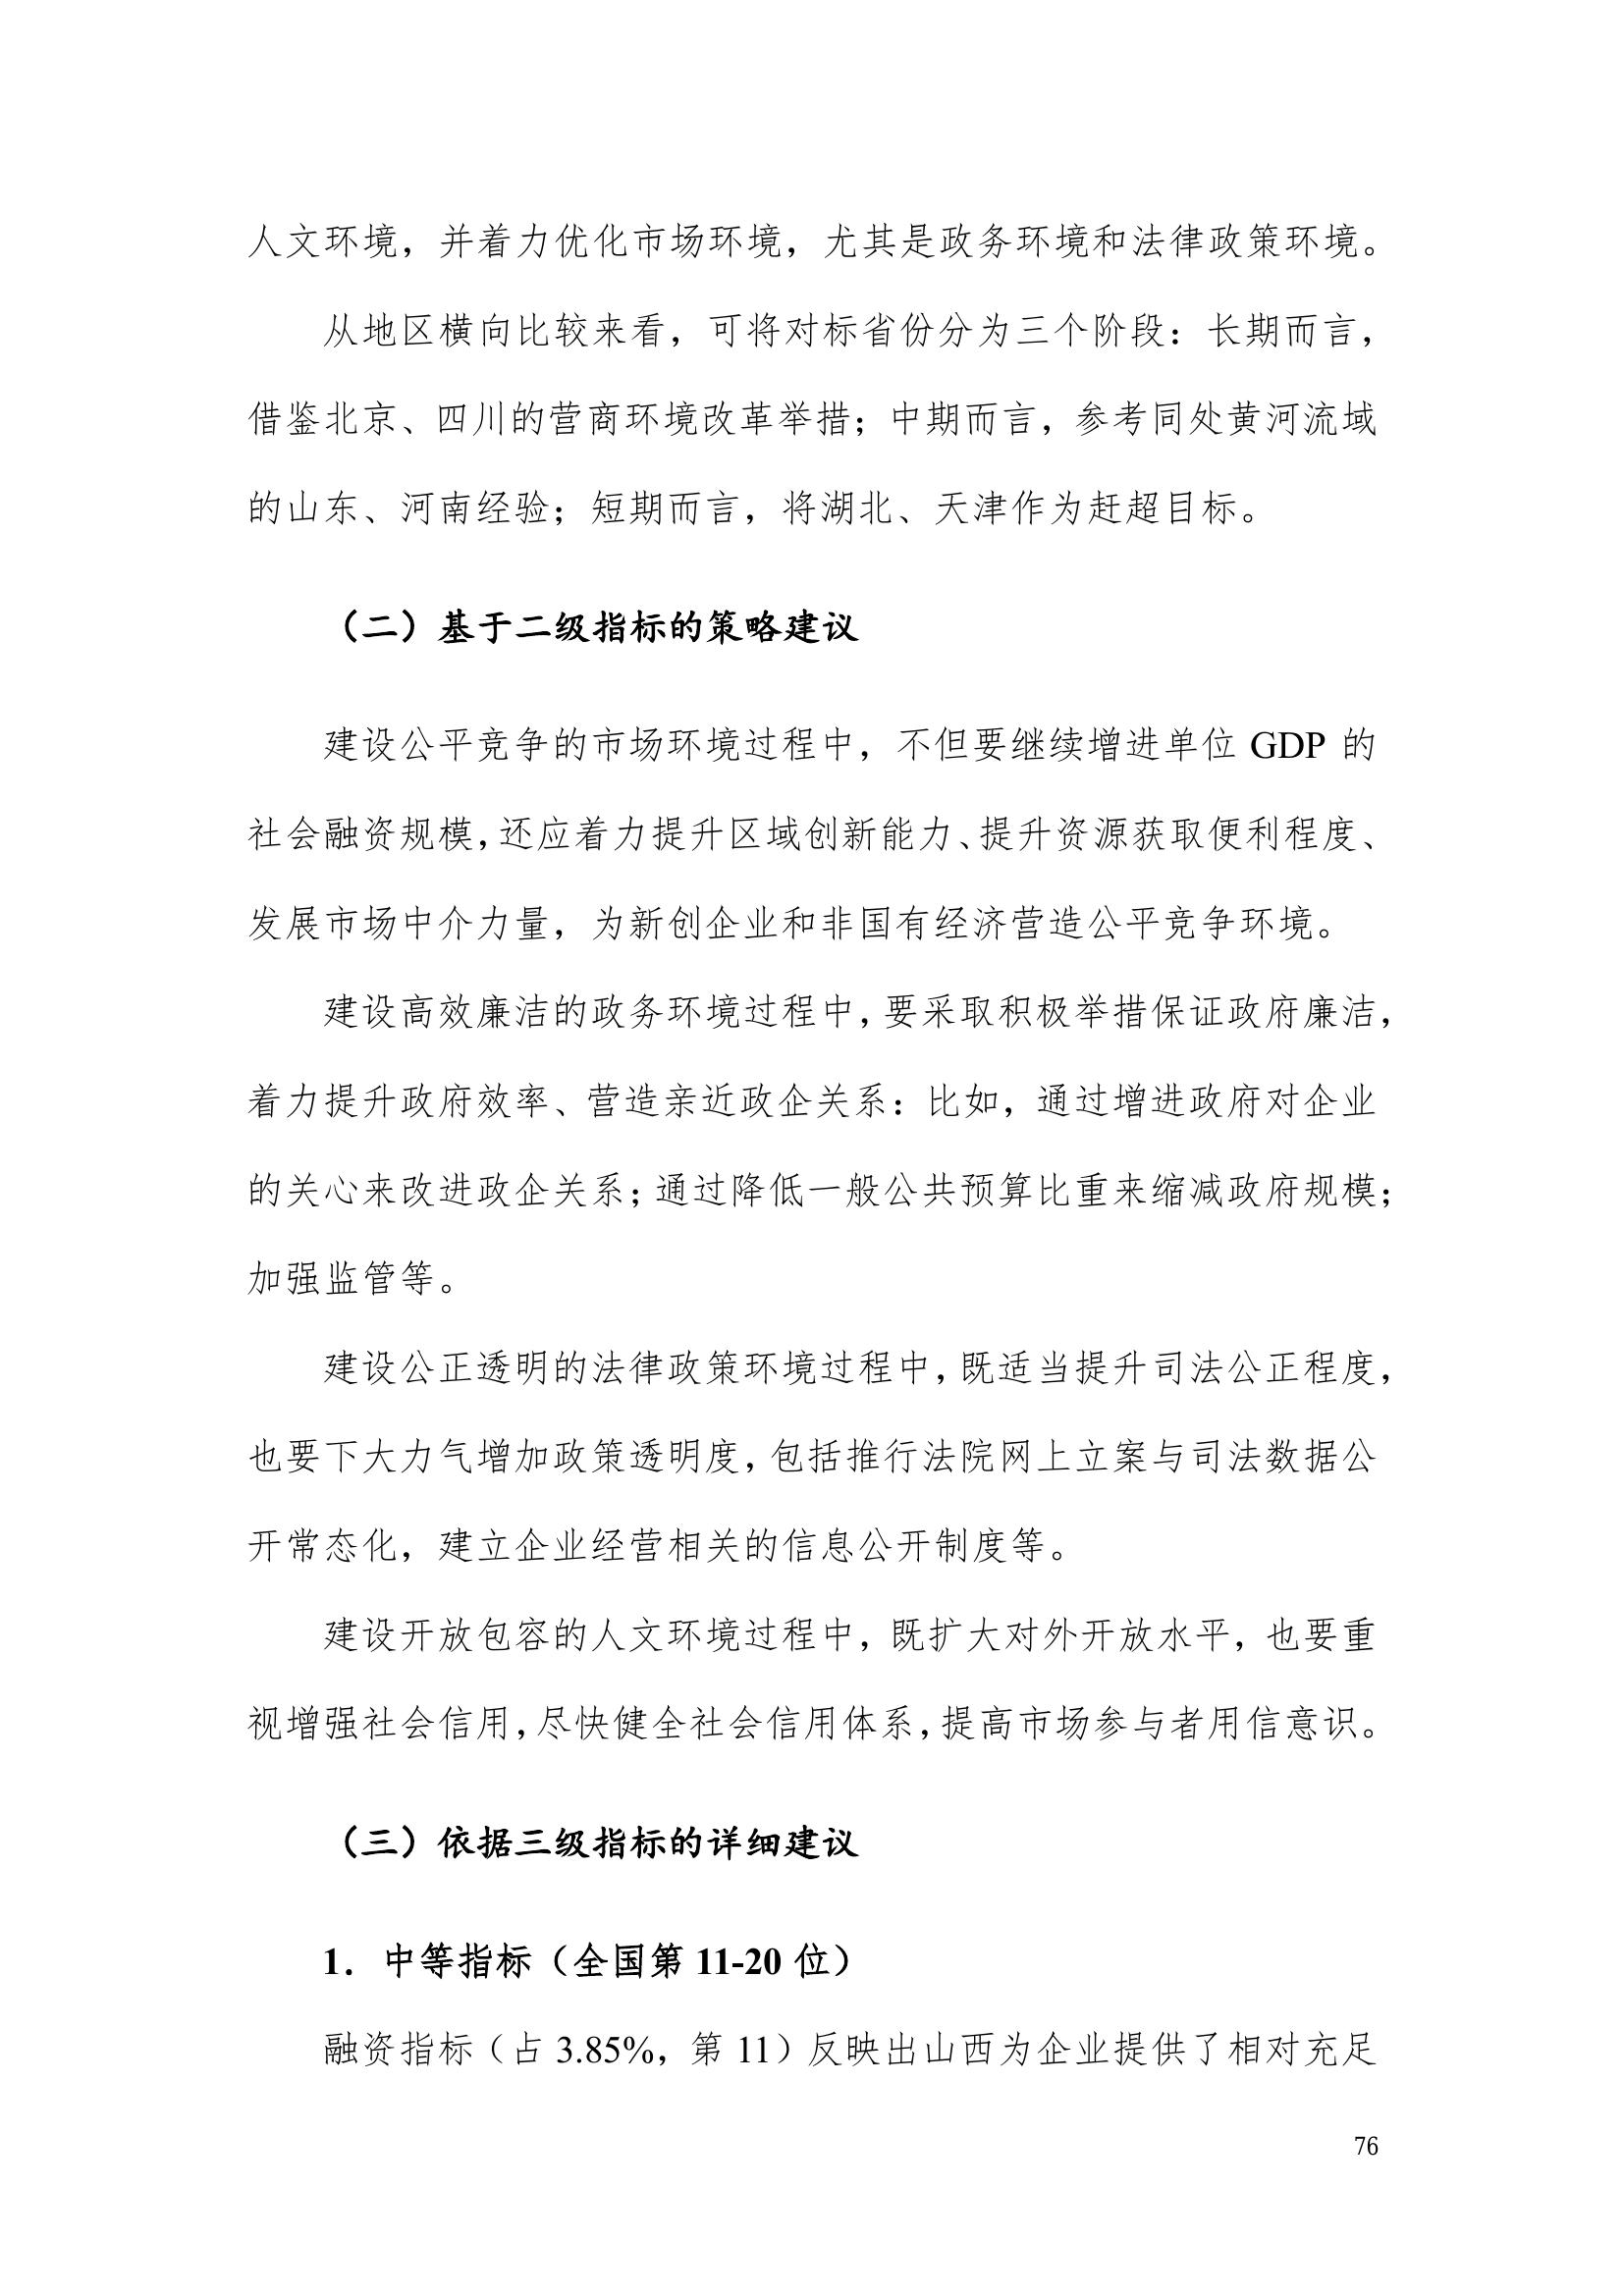 人文环境，并着力优化市场环境，尤其是政务环境和法律政策环境。
从地区横向比较来看，可将对标省份分为三个阶段：长期而言，
借鉴北京、四川的营商环境改革举措；中期而言，参考同处黄河流域
的山东、河南经验；短期而言，将湖北、天津作为赶超目标。
（二）基于二级指标的策略建议
建设公平竞争的市场环境过程中，不但要继续增进单位 GDP 的
社会融资规模，还应着力提升区域创新能力、提升资源获取便利程度、
发展市场中介力量，为新创企业和非国有经济营造公平竞争环境。
建设高效廉洁的政务环境过程中，要采取积极举措保证政府廉洁，
着力提升政府效率、营造亲近政企关系：比如，通过增进政府对企业
的关心来改进政企关系；通过降低一般公共预算比重来缩减政府规模；
加强监管等。
建设公正透明的法律政策环境过程中，既适当提升司法公正程度，
也要下大力气增加政策透明度，包括推行法院网上立案与司法数据公
开常态化，建立企业经营相关的信息公开制度等。
建设开放包容的人文环境过程中，既扩大对外开放水平，也要重
视增强社会信用，尽快健全社会信用体系，提高市场参与者用信意识。
（三）依据三级指标的详细建议
1．中等指标（全国第 11-20 位）
融资指标（占 3.85%，第 11）反映出山西为企业提供了相对充足
76